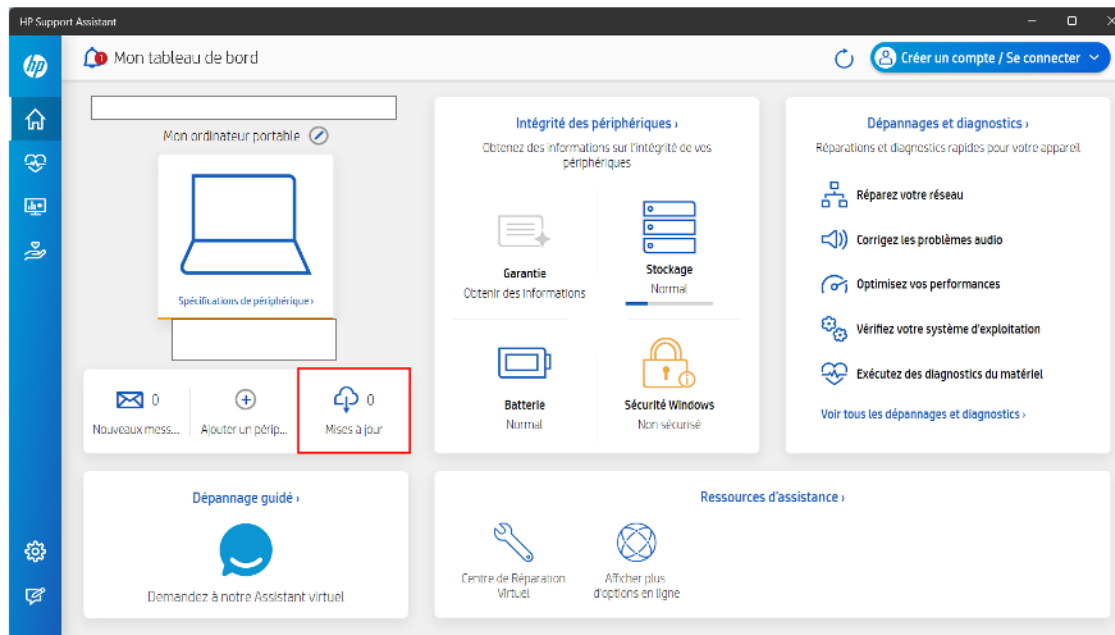 HP Support Assistant
hp
1
Mon tableau de bord
Créer un compte / Se connecter
Mon ordinateur portable
Spécifications de périphérique ›
0
Nouveaux mess...
Ajouter un périp...
0
Mises à jour
Intégrité des périphériques ›
Obtenez des informations sur l'intégrité de vos
périphériques
Garantie
Obtenir des informations
Stockage
Normal
Batterie
Normal
Sécurité Windows
Non sécurisé
Dépannages et diagnostics ›
Réparations et diagnostics rapides pour votre appareil
Réparez votre réseau
Corrigez les problèmes audio
Optimisez vos performances
Vérifiez votre système d'exploitation
Exécutez des diagnostics du matériel
Voir tous les dépannages et diagnostics ›
Dépannage guidé ›
Demandez à notre Assistant virtuel
Ressources d'assistance ›
Centre de Réparation
Virtuel
Afficher plus
d'options en ligne